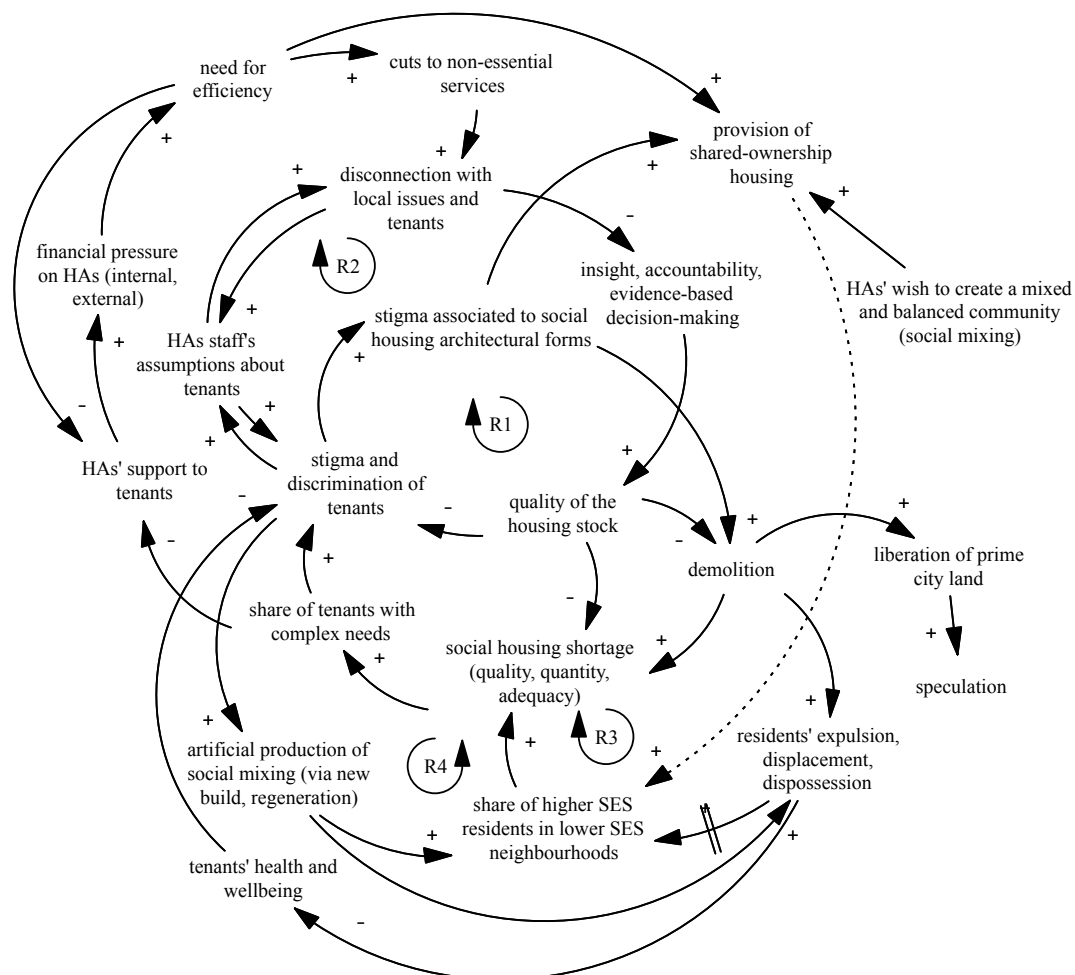 need for
efficiency
+
cuts to non-essential
services
+
provision of
shared-ownership
housing
+
+
+
disconnection with
local issues and
tenants
+
+
-
+
financial pressure
on HAs (internal,
external)
R2
insight, accountability,
evidence-based
decision-making
HAs' wish to create a mixed
and balanced community
(social mixing)
+
HAs staff's
assumptions about
tenants
+
stigma associated to social
housing architectural forms
+
-
+
+
R1
HAs' support to
tenants
stigma and
discrimination of
tenants
-
-
+
quality of the
housing stock
+
+
-
-
liberation of prime
city land
demolition
+
share of tenants with
complex needs
-
+
+
social housing shortage
(quality, quantity,
adequacy)
+
speculation
+
+
artificial production of
social mixing (via new
build, regeneration)
R4
+
R3
+
residents' expulsion,
displacement,
dispossession
share of higher SES
residents in lower SES
neighbourhoods
+
+
+
tenants' health and
wellbeing
-